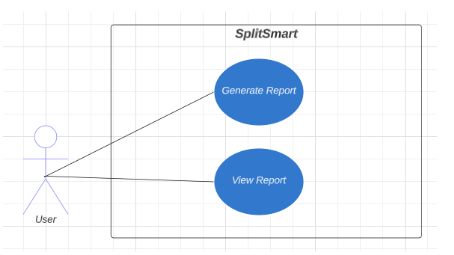 SplitSmart
Generate Report
View Report
User